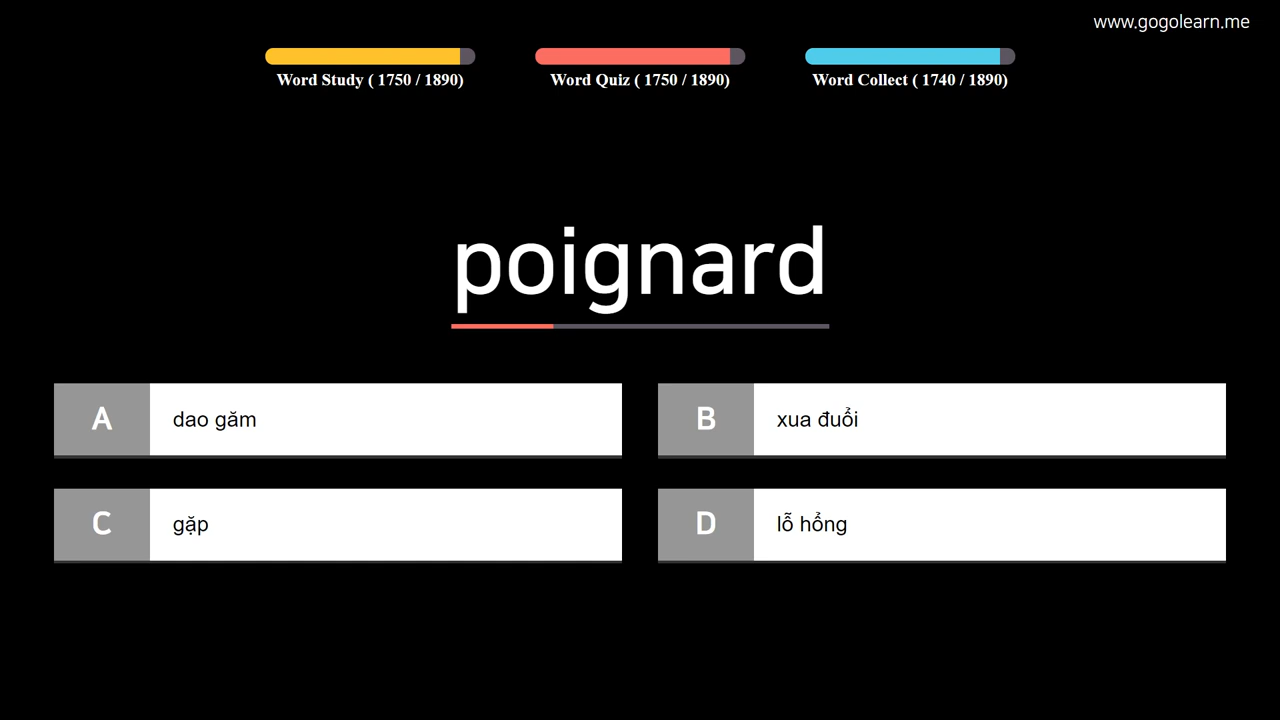 www.gogolearn.me
Word Study ( 1750 / 1890)
Word Quiz ( 1750 / 1890)
Word Collect ( 1740 / 1890)
poignard
A dao găm
B xua đuổi
C gặp
D lỗ hổng